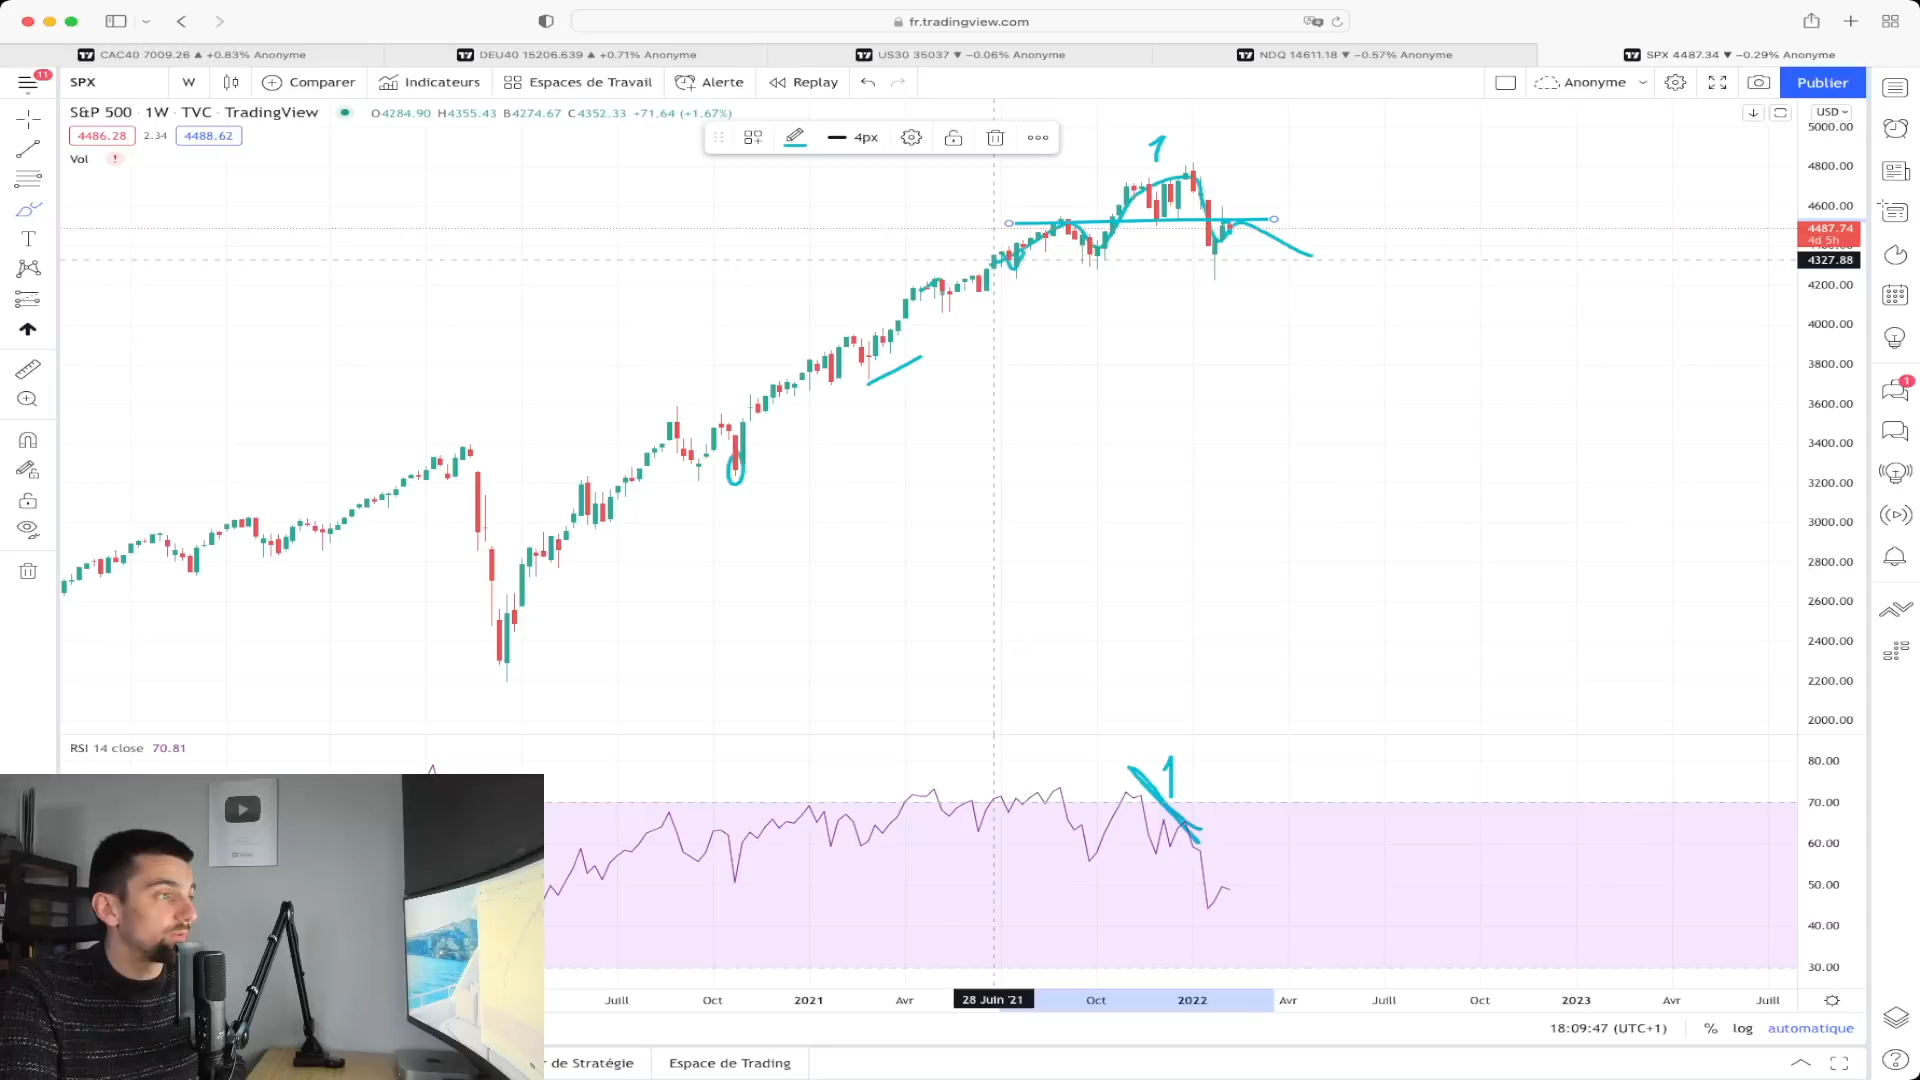 fr.tradingview.com
CAC40 7009.26 ▲ +0.83% Anonyme
DEU40 15206.639 ▲ +0.71% Anonyme
US30 35037 ▼ −0.06% Anonyme
NDQ 14611.18 ▼ −0.57% Anonyme
SPX 4487.34 ▼ −0.29% Anonyme
11
SPX
W
Comparer
Indicateurs
Espaces de Travail
Alerte
Replay
Anonyme
Publier
S&P 500 · 1W · TVC · TradingView
O4284.90 H4355.43 B4274.67 C4352.33 +71.64 (+1.67%)
USD
4486.28
2.34
4488.62
Vol
!
4px
1
5000.00
4800.00
4600.00
4487.74
4d 5h
4327.88
4200.00
4000.00
3800.00
3600.00
3400.00
3200.00
3000.00
2800.00
2600.00
2400.00
2200.00
2000.00
1
RSI 14 close 70.81
1
80.00
70.00
60.00
50.00
40.00
30.00
Juill
Oct
2021
Avr
28 Juin '21
Oct
2022
Avr
Juill
Oct
2023
Avr
Juill
18:09:47 (UTC+1)
%
log
automatique
r de Stratégie
Espace de Trading